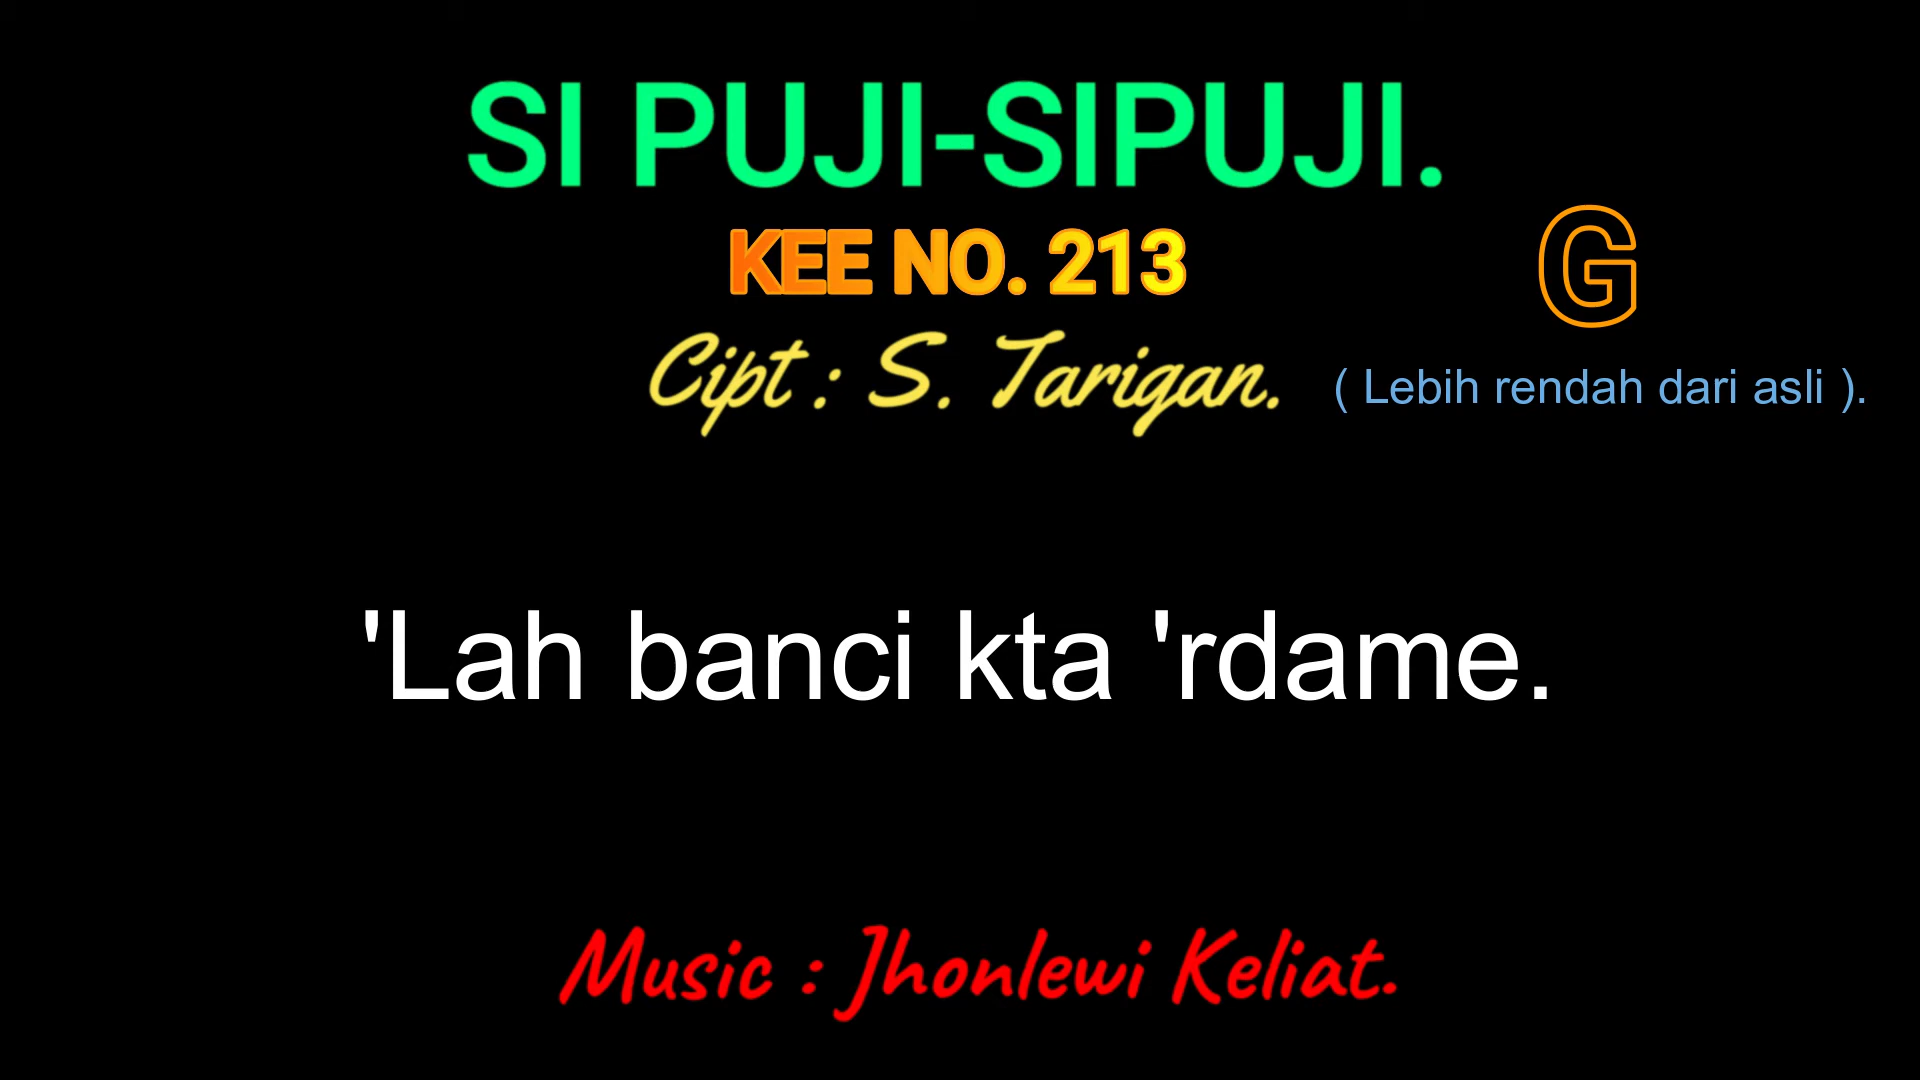 SI PUJI-SIPUJI.
KEE NO. 213
G
Cipt : S. Tarigan.
( Lebih rendah dari asli ).
'Lah banci kta 'rdame.
Music : Jhonlewi Keliat.